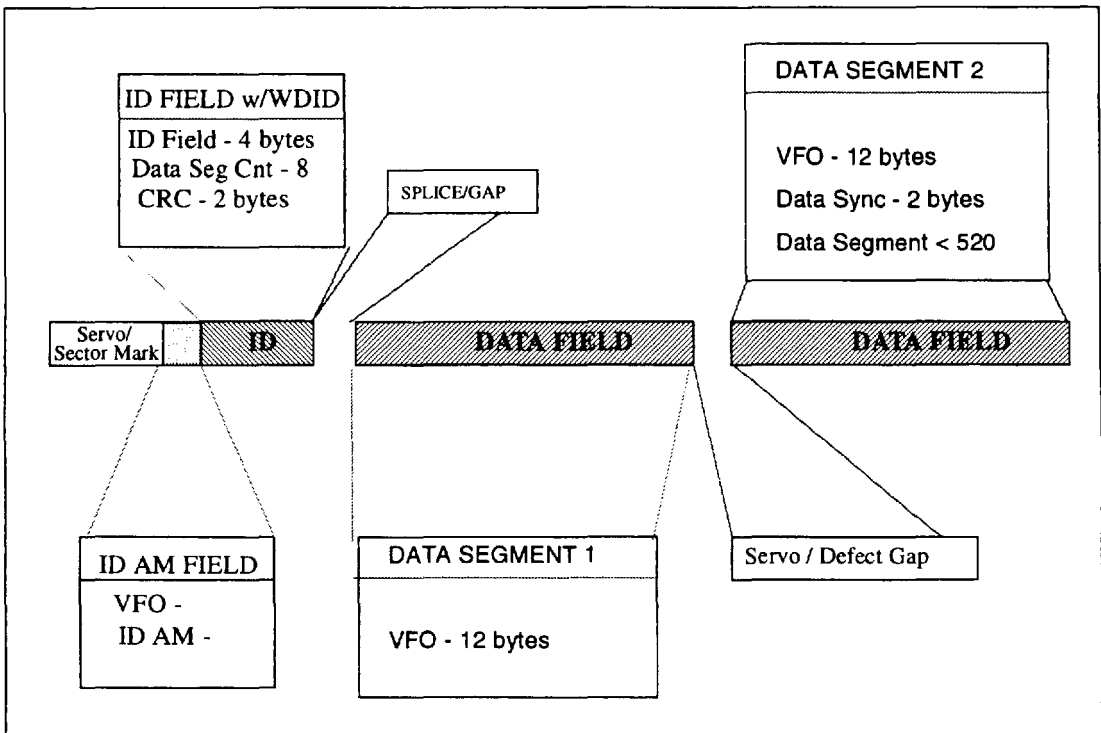 ID FIELD w/WDID
ID Field - 4 bytes
Data Seg Cnt - 8
CRC - 2 bytes
SPLICE/GAP
DATA SEGMENT 2
VFO - 12 bytes
Data Sync - 2 bytes
Data Segment < 520
Servo/
Sector Mark
ID
DATA FIELD
DATA FIELD
ID AM FIELD
VFO -
ID AM -
DATA SEGMENT 1
VFO - 12 bytes
Servo / Defect Gap